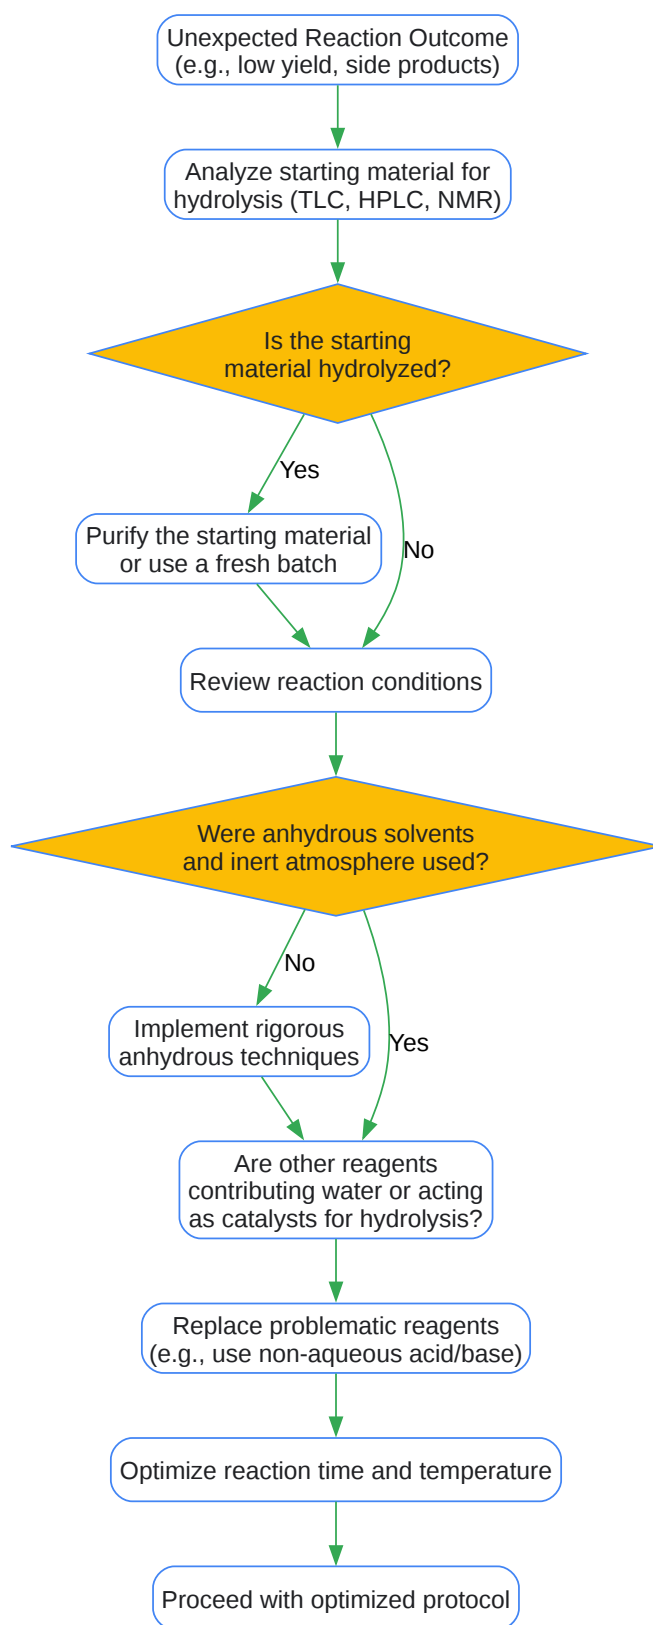 Unexpected Reaction Outcome
(e.g., low yield, side products)
Analyze starting material for
hydrolysis (TLC, HPLC, NMR)
Is the starting
material hydrolyzed?
Yes
Purify the starting material
or use a fresh batch
No
Review reaction conditions
Were anhydrous solvents
and inert atmosphere used?
No
Implement rigorous
anhydrous techniques
Yes
Are other reagents
contributing water or acting
as catalysts for hydrolysis?
Replace problematic reagents
(e.g., use non-aqueous acid/base)
Optimize reaction time and temperature
Proceed with optimized protocol